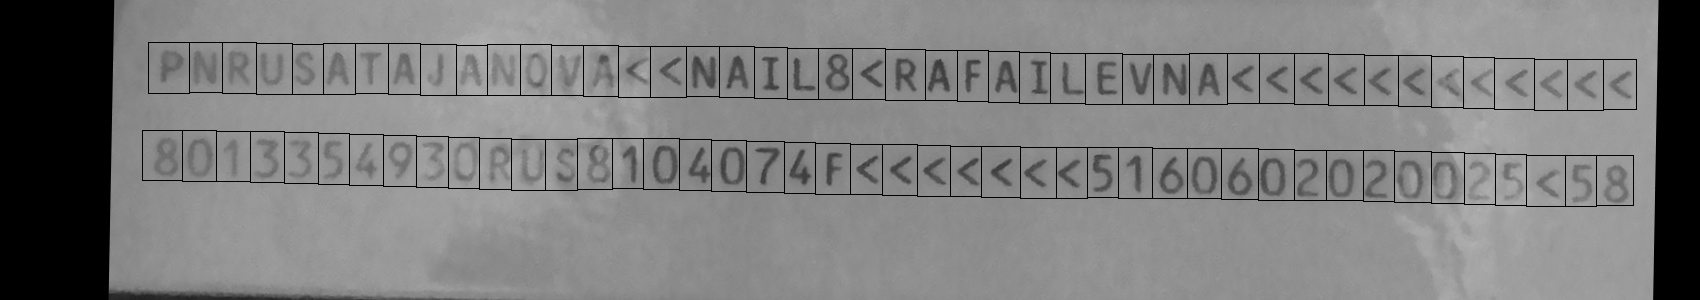 PNRUSATAJANOVA<<NAIL8<RAFAILEVNA<<<<<<<<<<<<
8013354930RUS8104074F<<<<<<<5160602020025<58